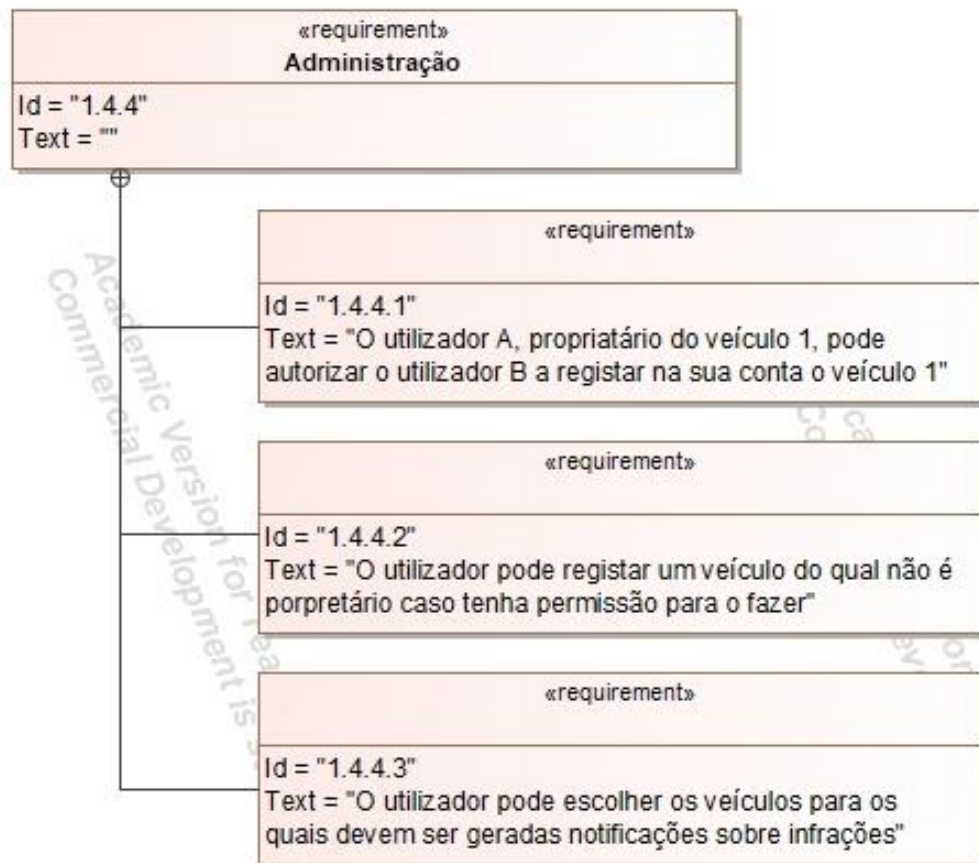 «requirement»
Administração
Id = "1.4.4"
Text = ""
«requirement»
Id = "1.4.4.1"
Text = "O utilizador A, propriatário do veículo 1, pode
autorizar o utilizador B a registar na sua conta o veículo 1"
«requirement»
Id = "1.4.4.2"
Text = "O utilizador pode registar um veículo do qual não é
porpretário caso tenha permissão para o fazer"
«requirement»
Id = "1.4.4.3"
Text = "O utilizador pode escolher os veículos para os
quais devem ser geradas notificações sobre infrações"
Academic Version for Tea
Commercial Development is